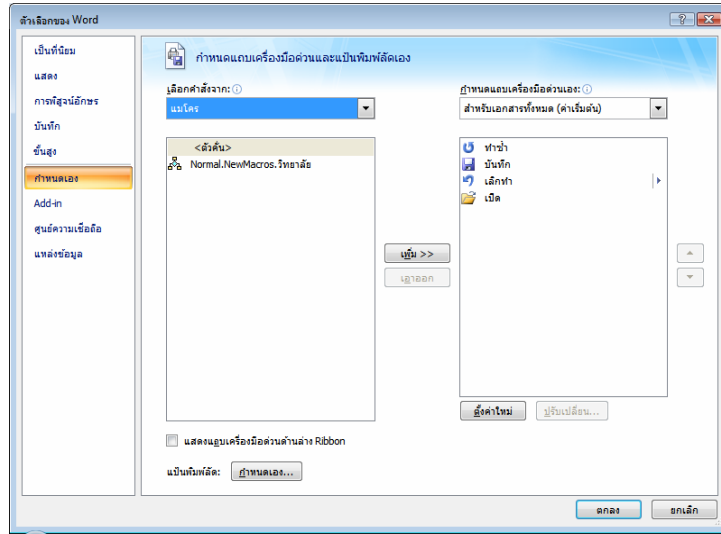 ตัวเลือกของ Word
เป็นที่นิยม
แสดง
การพิสูจน์อักษร
บันทึก
ขั้นสูง
กำหนดเอง
Add-in
ศูนย์ความเชื่อถือ
แหล่งข้อมูล
กำหนดแถบเครื่องมือด่วนและแป้นพิมพ์ลัดเอง
เลือกคำสั่งจาก:
แมโคร
<ตัวคั่น>
Normal.NewMacros.วิทยาลัย
เพิ่ม >>
เอาออก
กำหนดแถบเครื่องมือด่วนเอง:
สำหรับเอกสารทั้งหมด (ค่าเริ่มต้น)
ทำซ้ำ
บันทึก
เลิกทำ
เปิด
ตั้งค่าใหม่
ปรับเปลี่ยน...
แสดงแถบเครื่องมือด่วนด้านล่าง Ribbon
แป้นพิมพ์ลัด: กำหนดเอง...
ตกลง
ยกเลิก